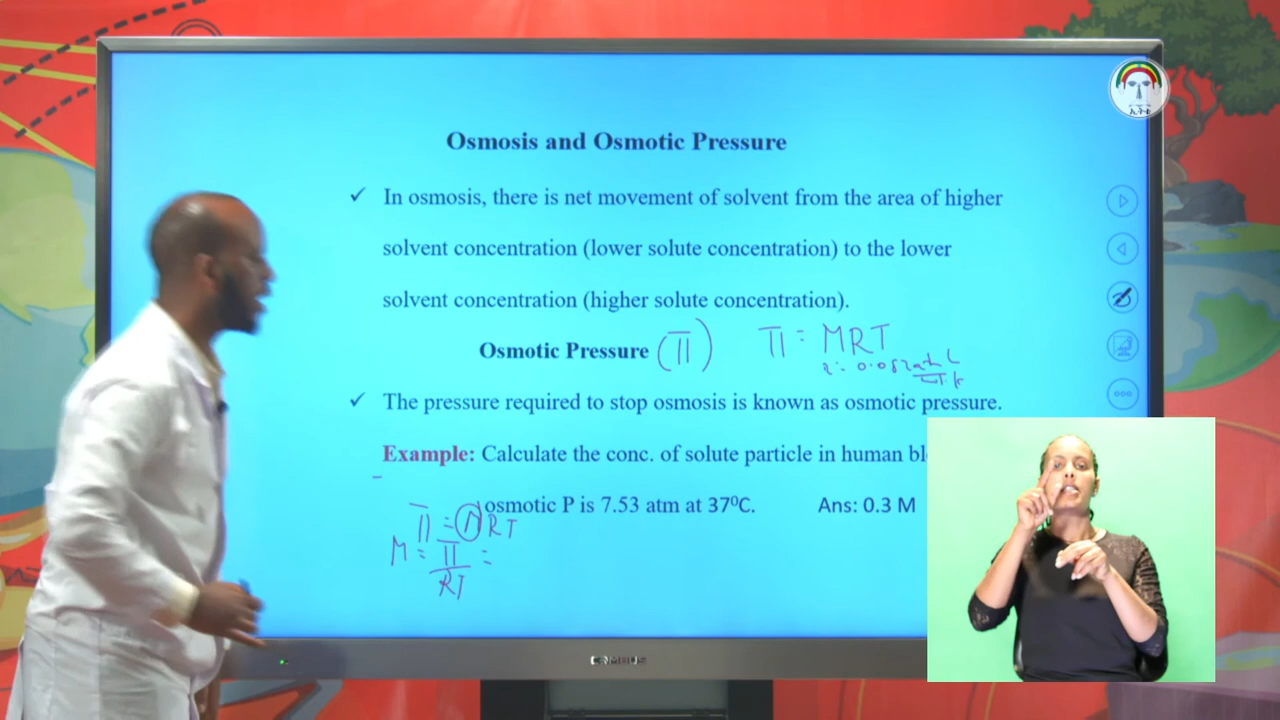 Osmosis and Osmotic Pressure
✓ In osmosis, there is net movement of solvent from the area of higher
solvent concentration (lower solute concentration) to the lower
solvent concentration (higher solute concentration).
Osmotic Pressure (π) π = MRT
✓ The pressure required to stop osmosis is known as osmotic pressure.
Example: Calculate the conc. of solute particle in human
osmotic P is 7.53 atm at 37⁰C. Ans: 0.3 M
π = MRT
M = π/RT =